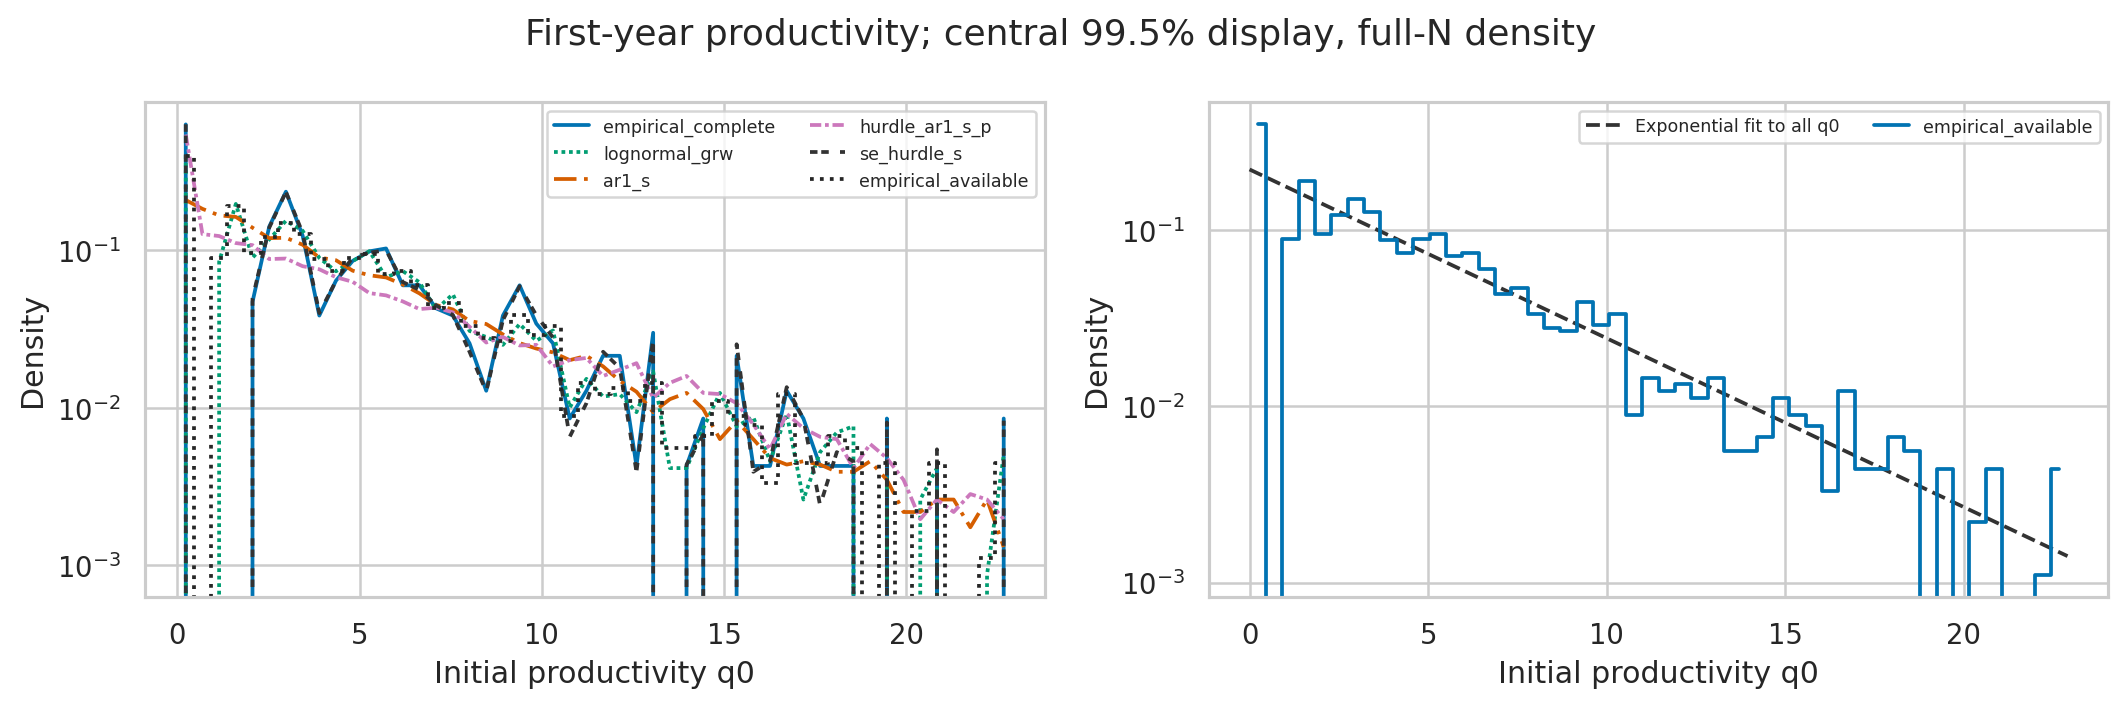 First-year productivity; central 99.5% display, full-N density
empirical_complete
lognormal_grw
ar1_s
hurdle_ar1_s_p
se_hurdle_s
empirical_available
Density
10⁻¹
10⁻²
10⁻³
0 5 10 15 20
Initial productivity q0
Exponential fit to all q0
empirical_available
Density
10⁻¹
10⁻²
10⁻³
0 5 10 15 20
Initial productivity q0